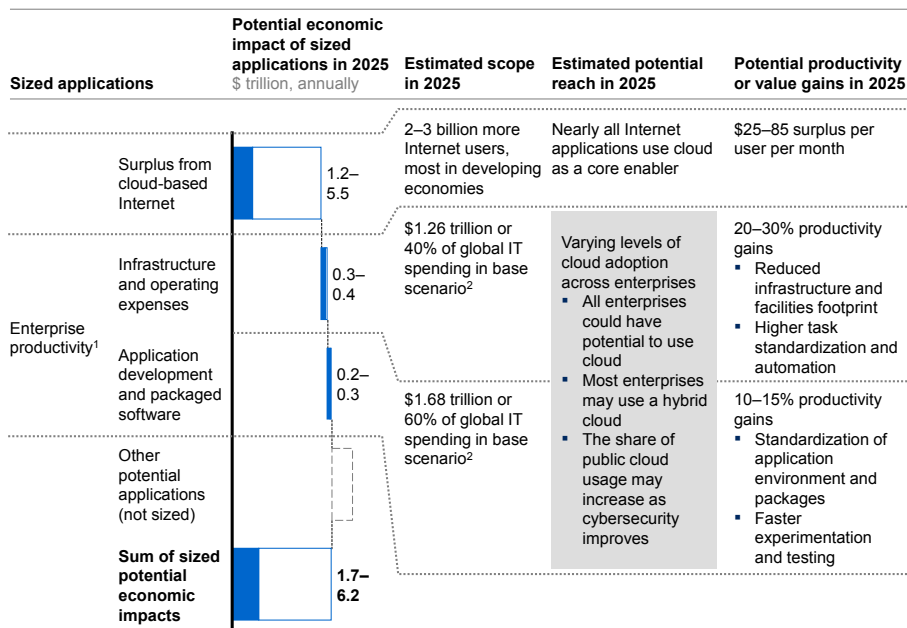 Sized applications
Potential economic
impact of sized
applications in 2025
$ trillion, annually
Estimated scope
in 2025
Estimated potential
reach in 2025
Potential productivity
or value gains in 2025
Surplus from
cloud-based
Internet
1.2–
5.5
2–3 billion more
Internet users,
most in developing
economies
Nearly all Internet
applications use cloud
as a core enabler
$25–85 surplus per
user per month
Enterprise
productivity1
Infrastructure
and operating
expenses
0.3–
0.4
$1.26 trillion or
40% of global IT
spending in base
scenario2
Varying levels of
cloud adoption
across enterprises
▪ All enterprises
could have
potential to use
cloud
▪ Most enterprises
may use a hybrid
cloud
▪ The share of
public cloud
usage may
increase as
cybersecurity
improves
20–30% productivity
gains
▪ Reduced
infrastructure and
facilities footprint
▪ Higher task
standardization and
automation
Application
development
and packaged
software
0.2–
0.3
$1.68 trillion or
60% of global IT
spending in base
scenario2
10–15% productivity
gains
▪ Standardization of
application
environment and
packages
▪ Faster
experimentation
and testing
Other
potential
applications
(not sized)
Sum of sized
potential
economic
impacts
1.7–
6.2